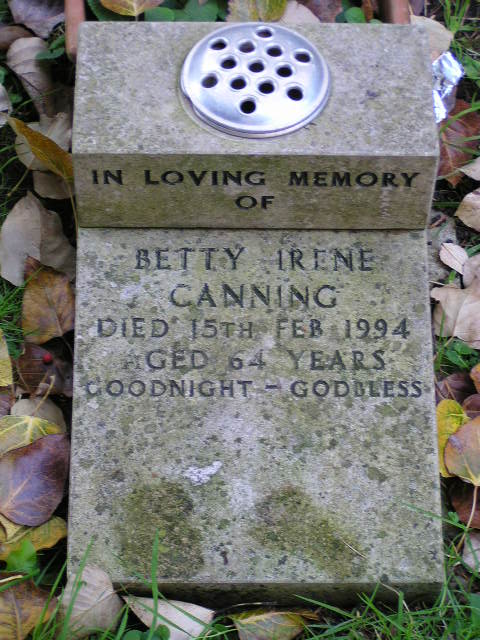 IN LOVING MEMORY
OF
BETTY IRENE
CANNING
DIED 15TH FEB 1994
AGED 64 YEARS
GOODNIGHT - GODBLESS